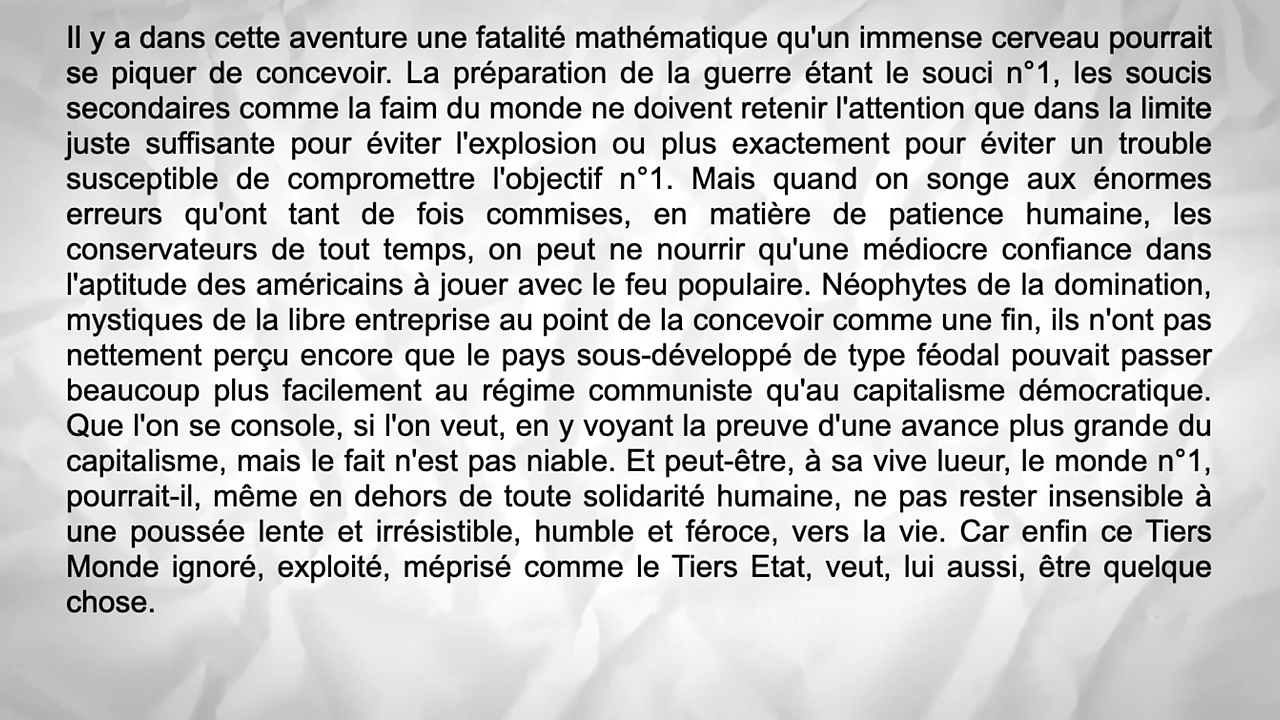 Il y a dans cette aventure une fatalité mathématique qu'un immense cerveau pourrait
se piquer de concevoir. La préparation de la guerre étant le souci n°1, les soucis
secondaires comme la faim du monde ne doivent retenir l'attention que dans la limite
juste suffisante pour éviter l'explosion ou plus exactement pour éviter un trouble
susceptible de compromettre l'objectif n°1. Mais quand on songe aux énormes
erreurs qu'ont tant de fois commises, en matière de patience humaine, les
conservateurs de tout temps, on peut ne nourrir qu'une médiocre confiance dans
l'aptitude des américains à jouer avec le feu populaire. Néophytes de la domination,
mystiques de la libre entreprise au point de la concevoir comme une fin, ils n'ont pas
nettement perçu encore que le pays sous-développé de type féodal pouvait passer
beaucoup plus facilement au régime communiste qu'au capitalisme démocratique.
Que l'on se console, si l'on veut, en y voyant la preuve d'une avance plus grande du
capitalisme, mais le fait n'est pas niable. Et peut-être, à sa vive lueur, le monde n°1,
pourrait-il, même en dehors de toute solidarité humaine, ne pas rester insensible à
une poussée lente et irrésistible, humble et féroce, vers la vie. Car enfin ce Tiers
Monde ignoré, exploité, méprisé comme le Tiers Etat, veut, lui aussi, être quelque
chose.